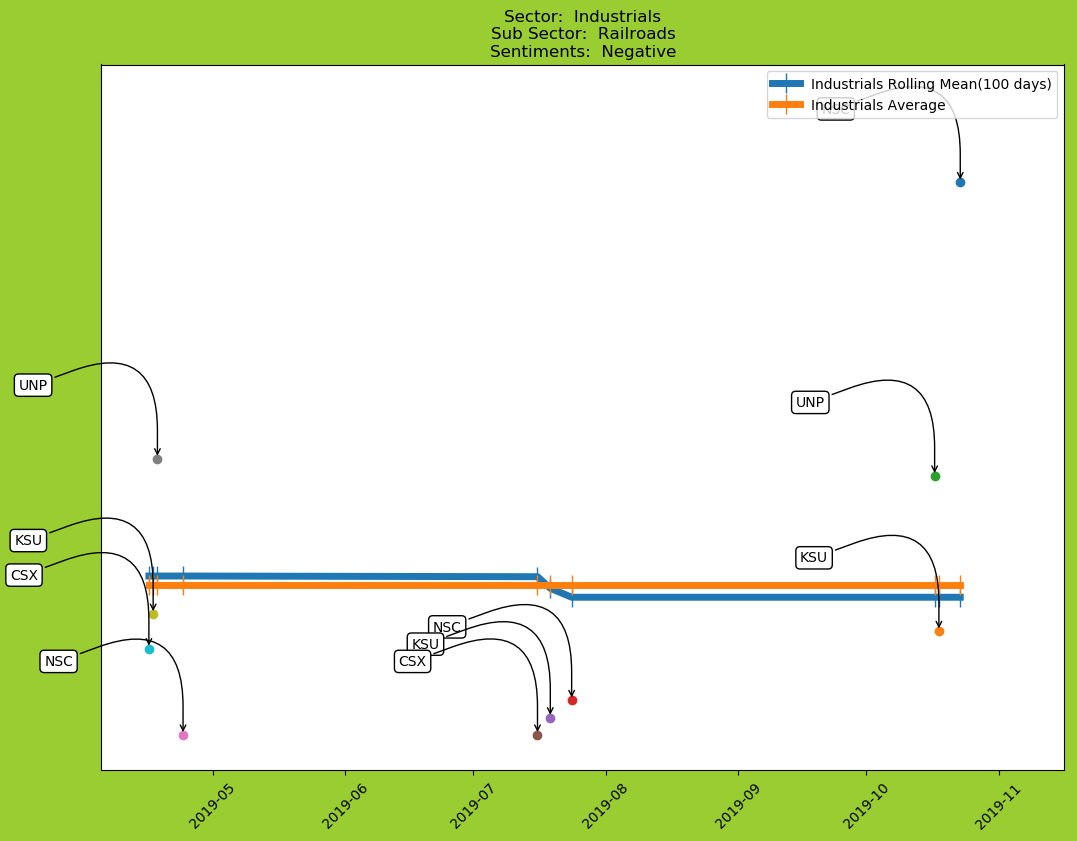 Sector:  Industrials
Sub Sector:  Railroads
Sentiments:  Negative
Industrials Rolling Mean(100 days)
Industrials Average
NSC
UNP
UNP
KSU
KSU
CSX
NSC
KSU
CSX
NSC
2019-05
2019-06
2019-07
2019-08
2019-09
2019-10
2019-11